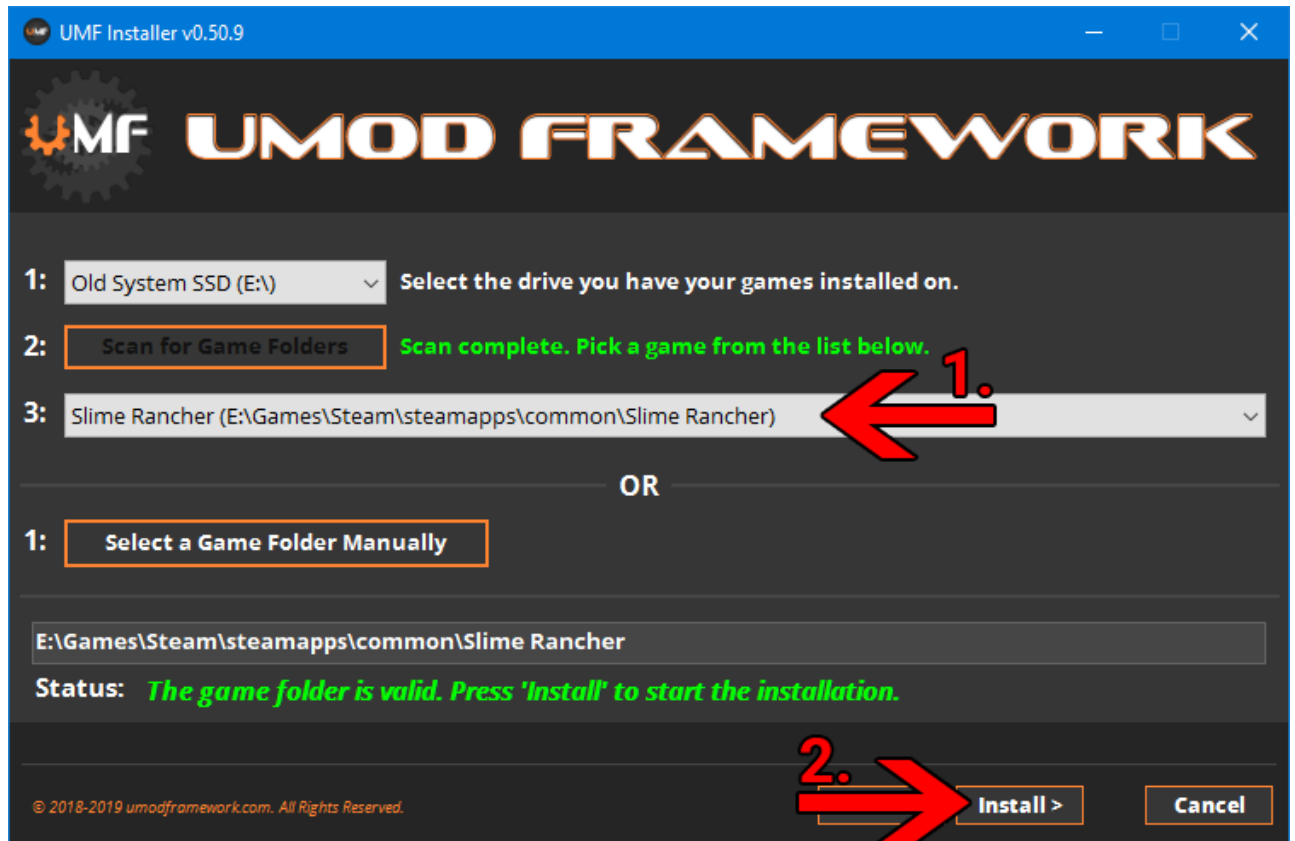 UMF Installer v0.50.9
UMF UMOD FRAMEWORK
1: Old System SSD (E:\) Select the drive you have your games installed on.
2: Scan for Game Folders Scan complete. Pick a game from the list below.
1.
3: Slime Rancher (E:\Games\Steam\steamapps\common\Slime Rancher)
OR
1: Select a Game Folder Manually
E:\Games\Steam\steamapps\common\Slime Rancher
Status: The game folder is valid. Press 'Install' to start the installation.
2.
© 2018-2019 umodframework.com. All Rights Reserved.
Install > Cancel